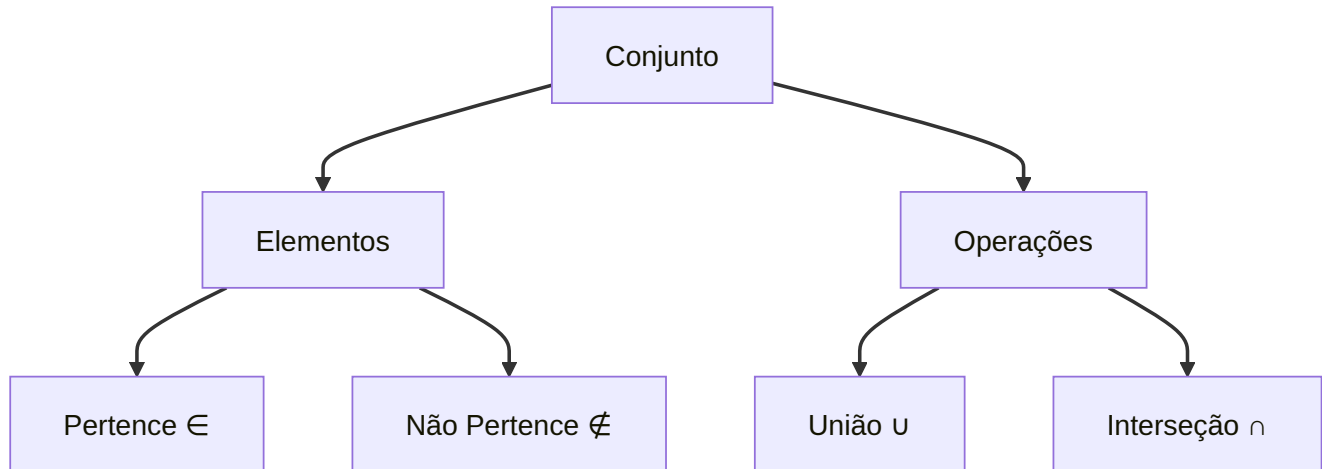 Conjunto
Elementos
Operações
Pertence ∈
Não Pertence ∉
União ∪
Interseção ∩